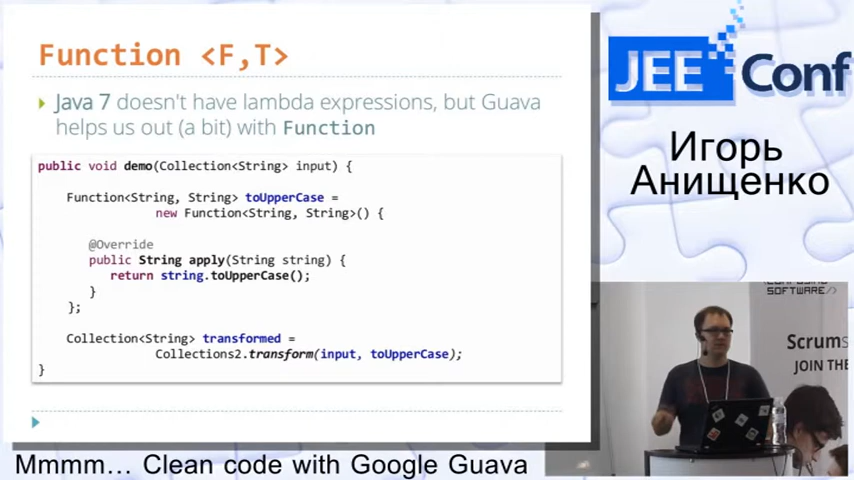 Function <F,T>
Java 7 doesn't have lambda expressions, but Guava
helps us out (a bit) with Function
public void demo(Collection<String> input) {
Function<String, String> toUpperCase =
new Function<String, String>() {
@Override
public String apply(String string) {
return string.toUpperCase();
}
};
Collection<String> transformed =
Collections2.transform(input, toUpperCase);
}
JEE Conf
Игорь
Анищенко
SOFTWARE
Scrums
JOIN THE
Mmmm... Clean code with Google Guava